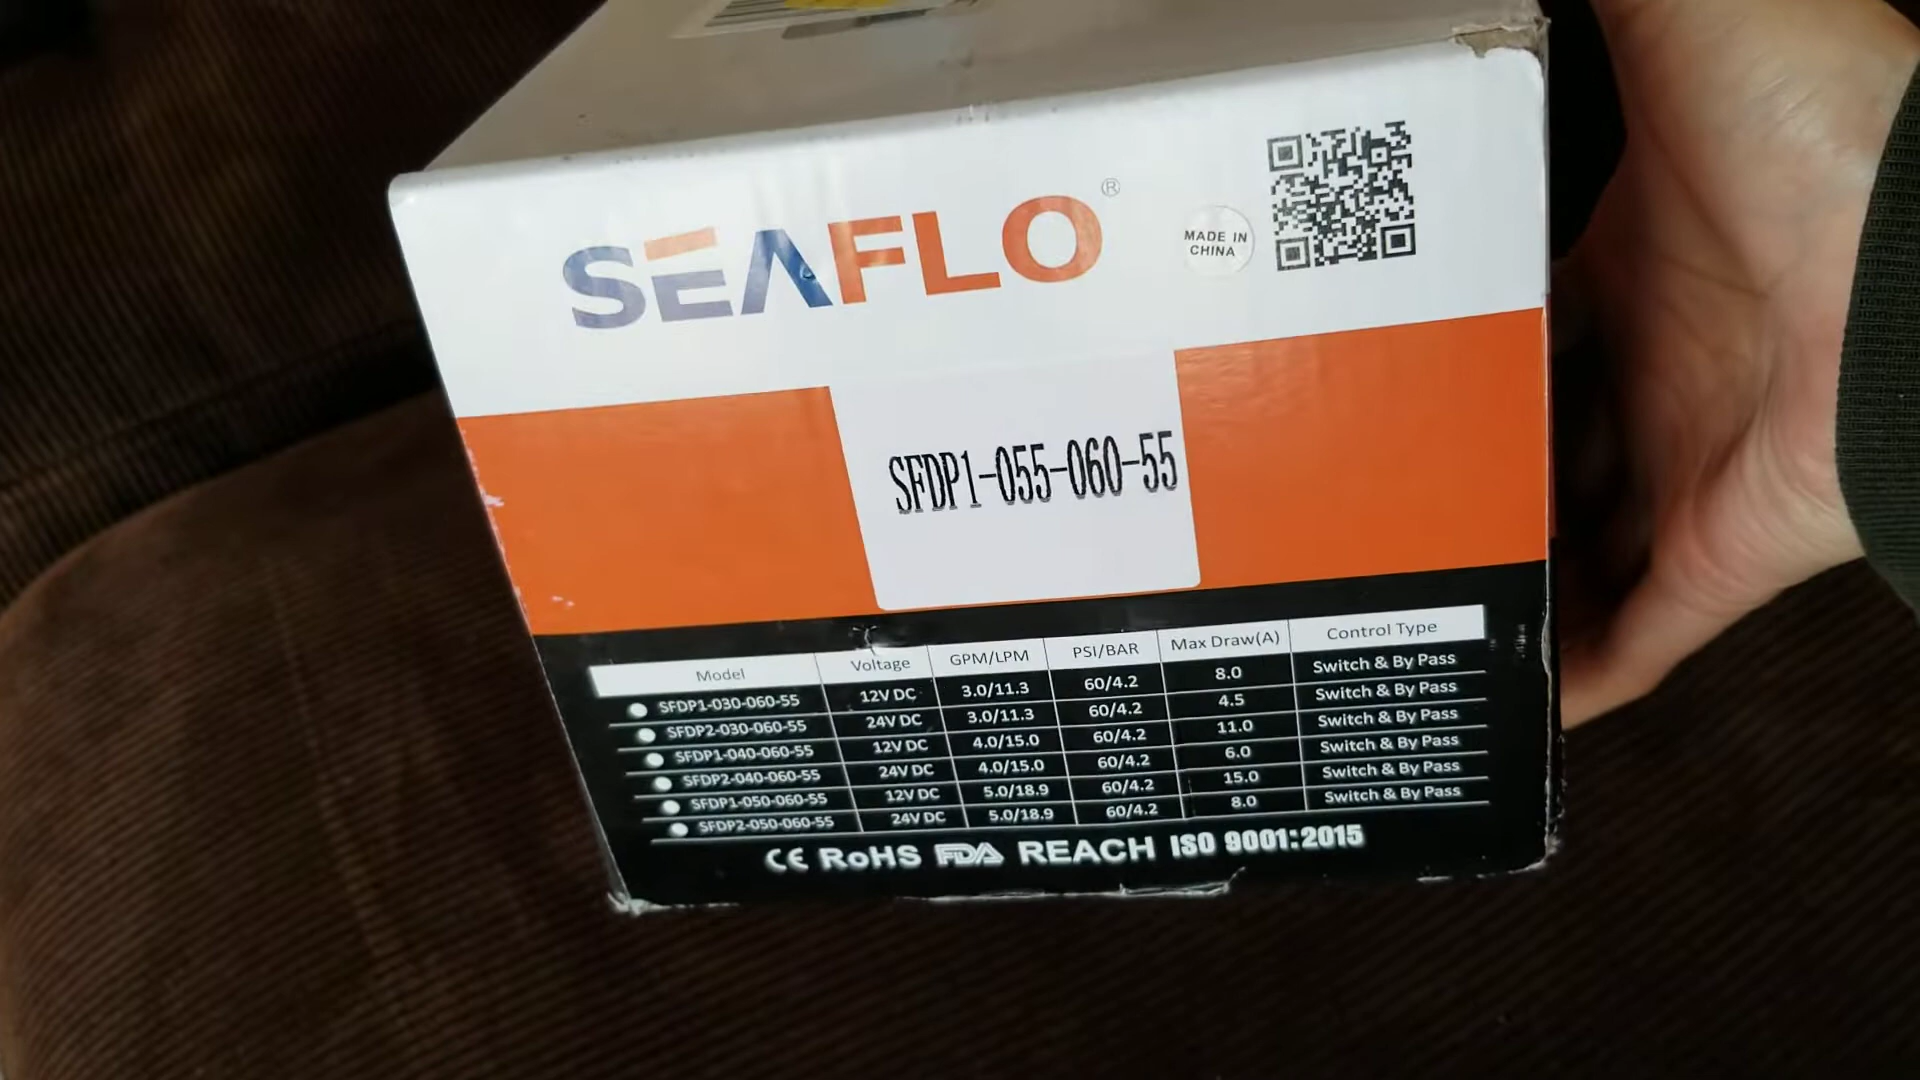 SEAFLO®
MADE IN
CHINA
SFDP1-055-060-55
Model Voltage GPM/LPM PSI/BAR Max Draw(A) Control Type
SFDP1-030-060-55 12V DC 3.0/11.3 60/4.2 8.0 Switch & By Pass
SFDP2-030-060-55 24V DC 3.0/11.3 60/4.2 4.5 Switch & By Pass
SFDP1-040-060-55 12V DC 4.0/15.0 60/4.2 11.0 Switch & By Pass
SFDP2-040-060-55 24V DC 4.0/15.0 60/4.2 6.0 Switch & By Pass
SFDP1-050-060-55 12V DC 5.0/18.9 60/4.2 15.0 Switch & By Pass
SFDP2-050-060-55 24V DC 5.0/18.9 60/4.2 8.0 Switch & By Pass
CE RoHS FDA REACH ISO 9001:2015